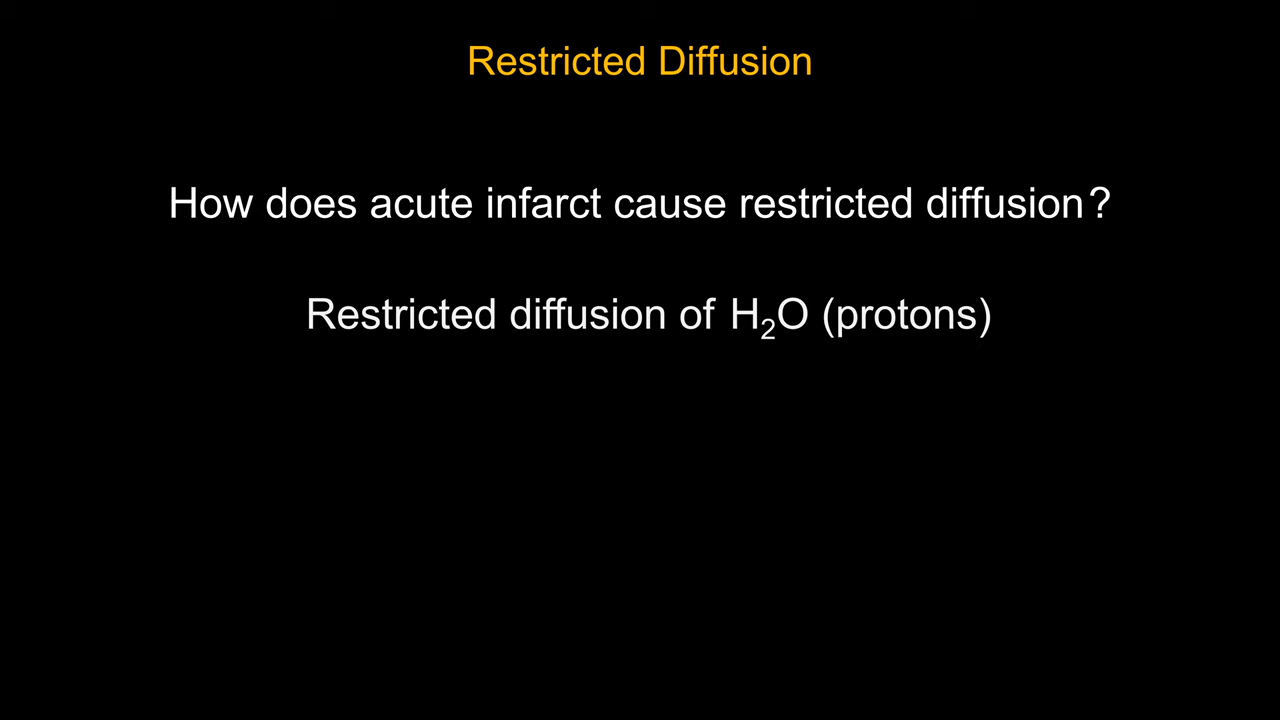 Restricted Diffusion
How does acute infarct cause restricted diffusion?
Restricted diffusion of H₂O (protons)